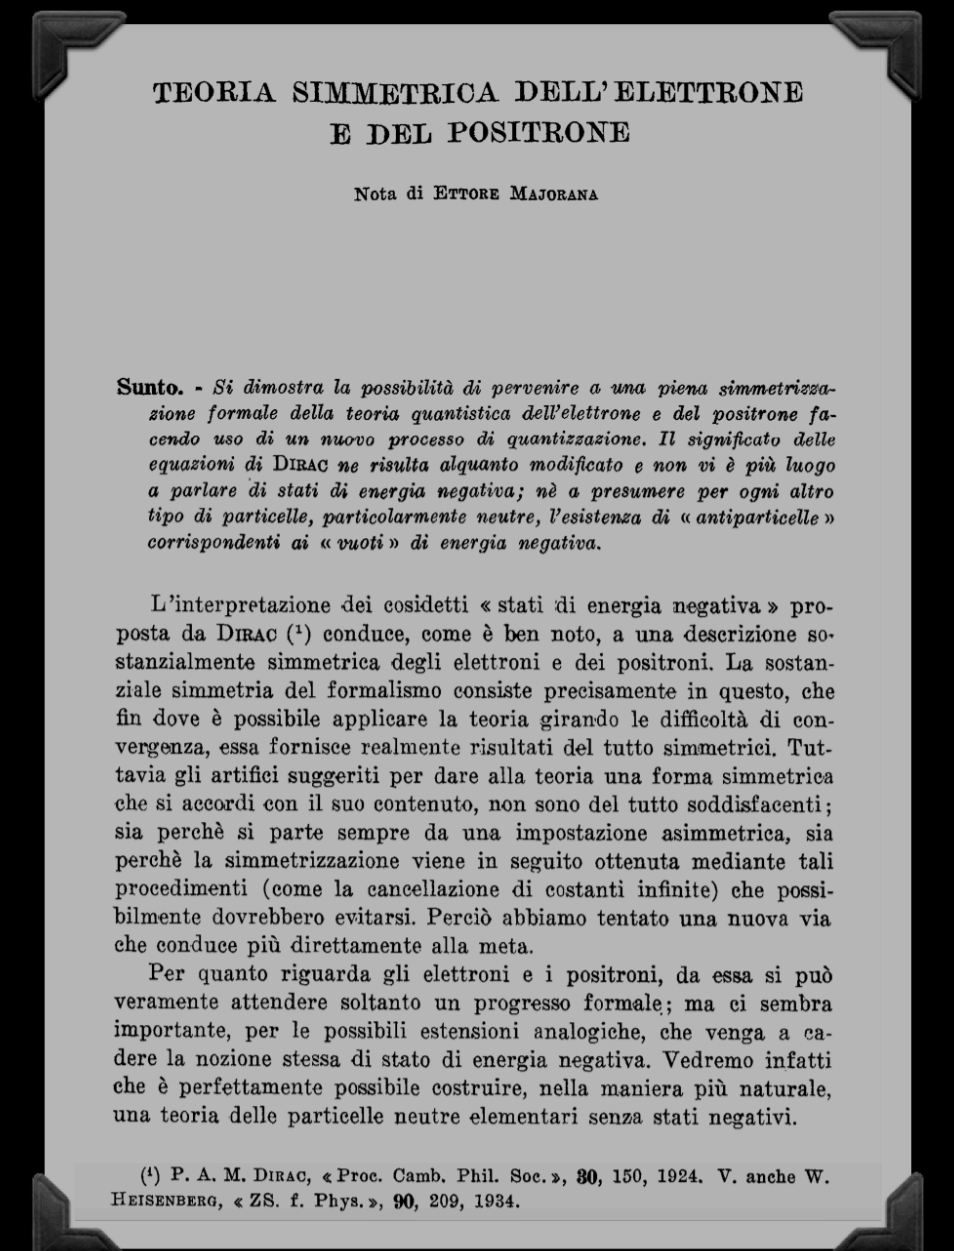 TEORIA SIMMETRICA DELL'ELETTRONE
E DEL POSITRONE
Nota di ETTORE MAJORANA
Sunto. - Si dimostra la possibilità di pervenire a una piena simmetrizza-
zione formale della teoria quantistica dell'elettrone e del positrone fa-
cendo uso di un nuovo processo di quantizzazione. Il significato delle
equazioni di DIRAC ne risulta alquanto modificato e non vi è più luogo
a parlare di stati di energia negativa; nè a presumere per ogni altro
tipo di particelle, particolarmente neutre, l'esistenza di « antiparticelle »
corrispondenti ai « vuoti » di energia negativa.
L'interpretazione dei cosidetti « stati di energia negativa » pro-
posta da DIRAC (¹) conduce, come è ben noto, a una descrizione so-
stanzialmente simmetrica degli elettroni e dei positroni. La sostan-
ziale simmetria del formalismo consiste precisamente in questo, che
fin dove è possibile applicare la teoria girando le difficoltà di con-
vergenza, essa fornisce realmente risultati del tutto simmetrici. Tut-
tavia gli artifici suggeriti per dare alla teoria una forma simmetrica
che si accordi con il suo contenuto, non sono del tutto soddisfacenti;
sia perchè si parte sempre da una impostazione asimmetrica, sia
perchè la simmetrizzazione viene in seguito ottenuta mediante tali
procedimenti (come la cancellazione di costanti infinite) che possi-
bilmente dovrebbero evitarsi. Perciò abbiamo tentato una nuova via
che conduce più direttamente alla meta.
Per quanto riguarda gli elettroni e i positroni, da essa si può
veramente attendere soltanto un progresso formale; ma ci sembra
importante, per le possibili estensioni analogiche, che venga a ca-
dere la nozione stessa di stato di energia negativa. Vedremo infatti
che è perfettamente possibile costruire, nella maniera più naturale,
una teoria delle particelle neutre elementari senza stati negativi.
(¹) P. A. M. DIRAC, « Proc. Camb. Phil. Soc. », 30, 150, 1924. V. anche W.
HEISENBERG, « ZS. f. Phys. », 90, 209, 1934.